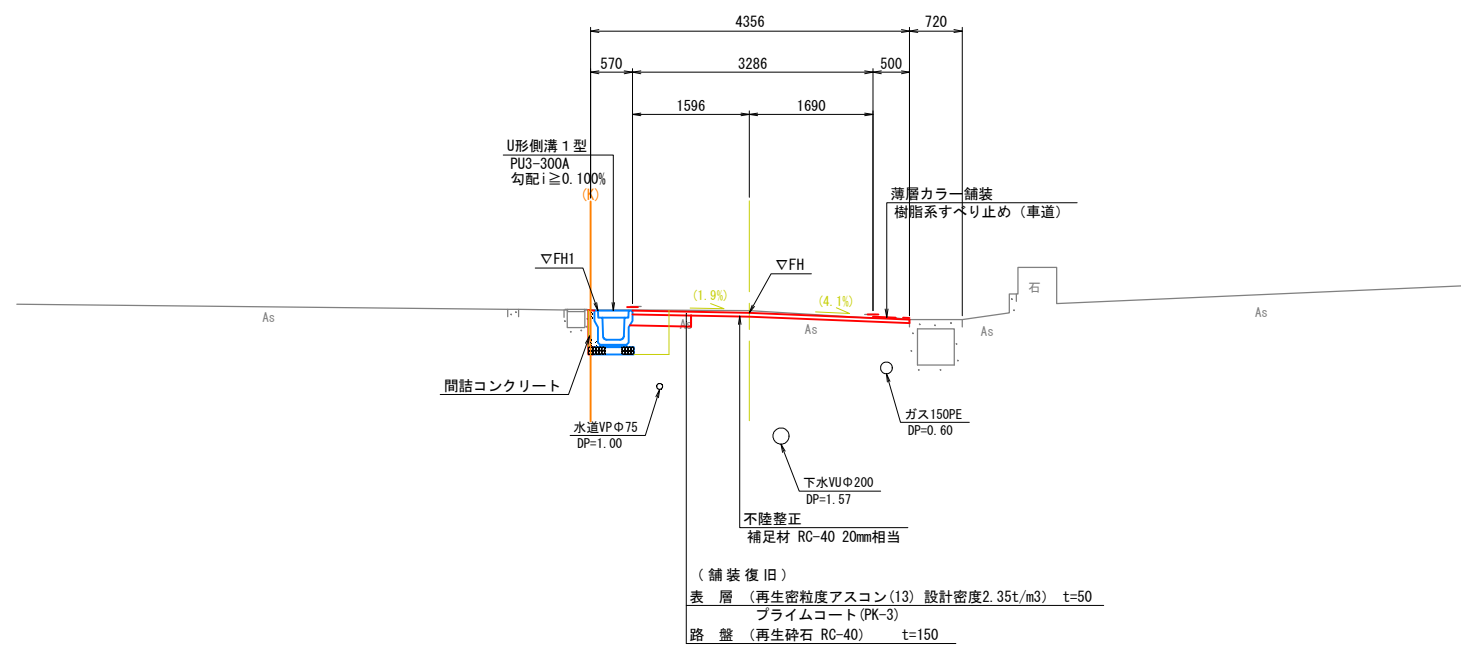 4356 720
570 3286 500
1596 1690
U形側溝1型
PU3-300A
勾配i≧0.100%
(K)
薄層カラー舗装
樹脂系すべり止め（車道）
▽FH1
▽FH
石
(1.9%)
(4.1%)
As
As
As
As
As
間詰コンクリート
水道VPΦ75
DP=1.00
ガス150PE
DP=0.60
下水VUΦ200
DP=1.57
不陸整正
補足材 RC-40 20mm相当
（舗装復旧）
表 層 （再生密粒度アスコン(13) 設計密度2.35t/m3） t=50
プライムコート(PK-3)
路 盤 （再生砕石 RC-40） t=150